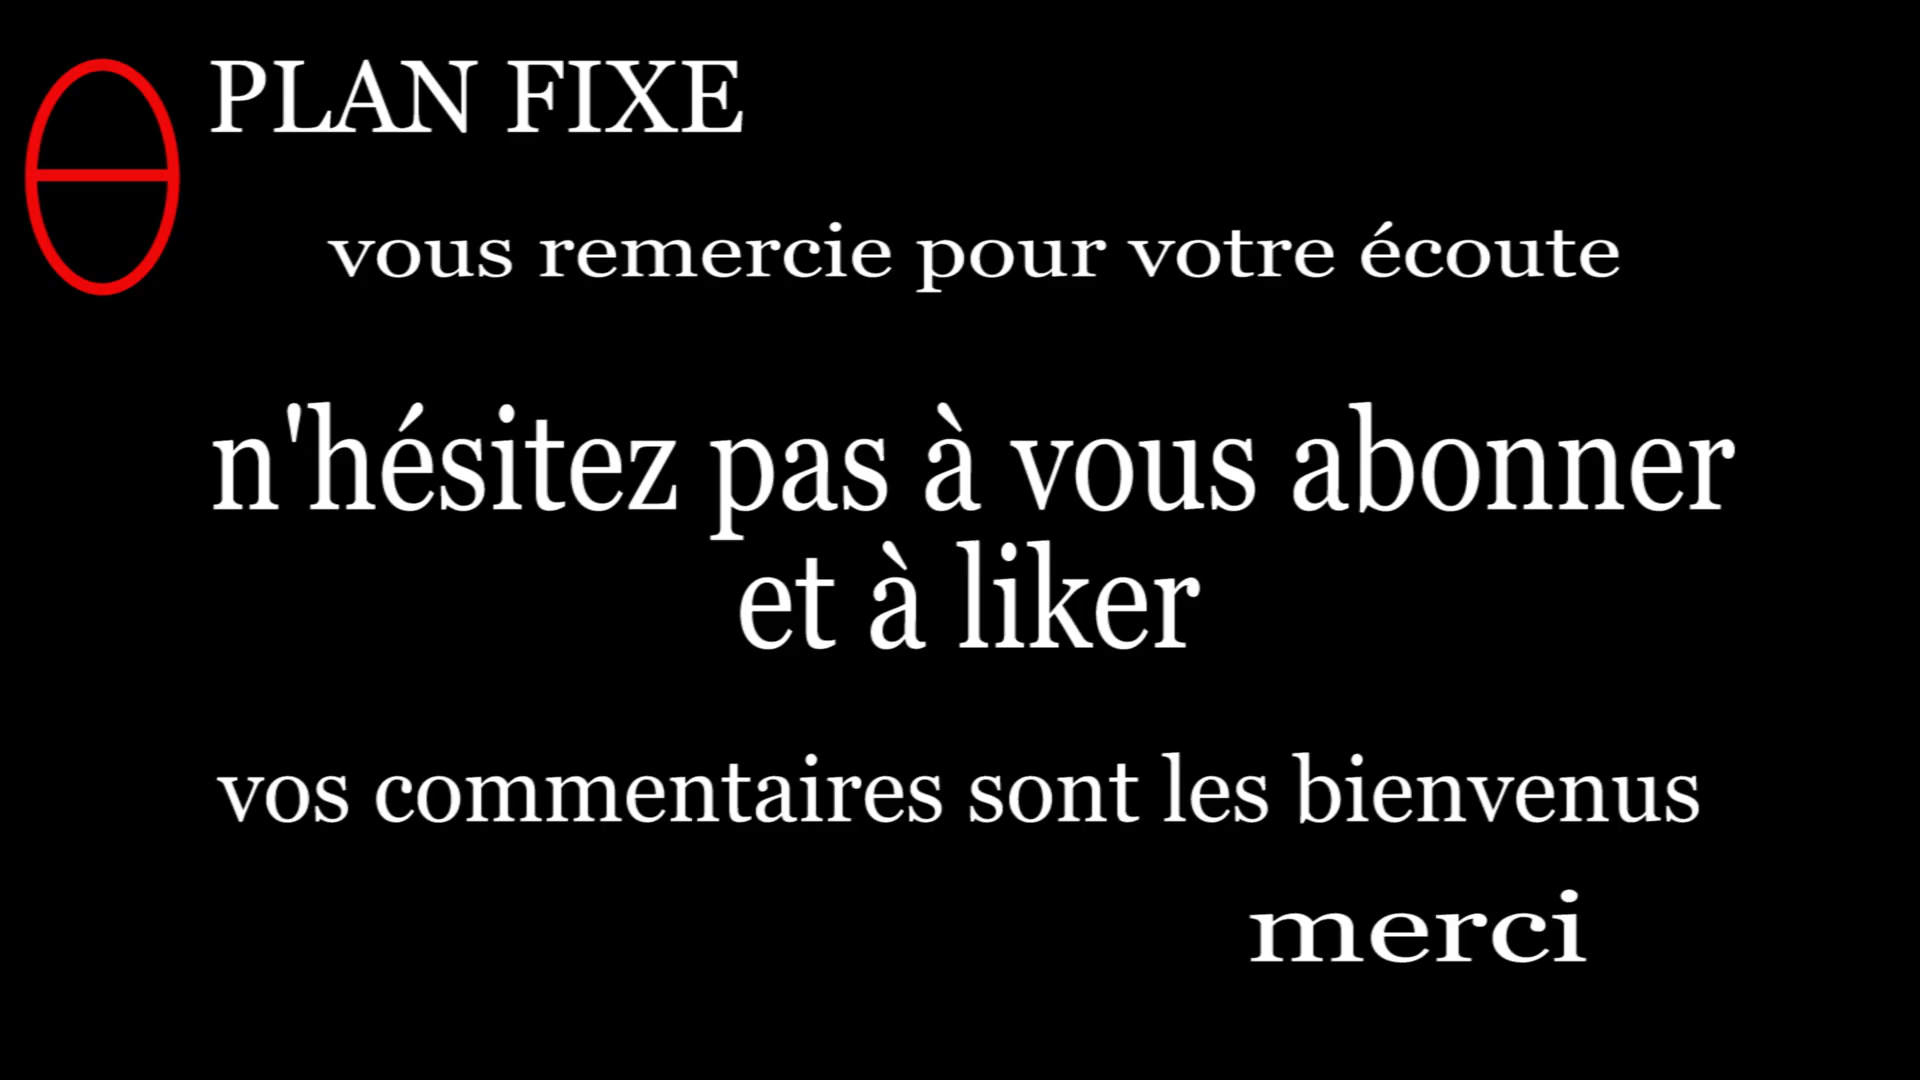 PLAN FIXE
vous remercie pour votre écoute
n'hésitez pas à vous abonner
et à liker
vos commentaires sont les bienvenus
merci